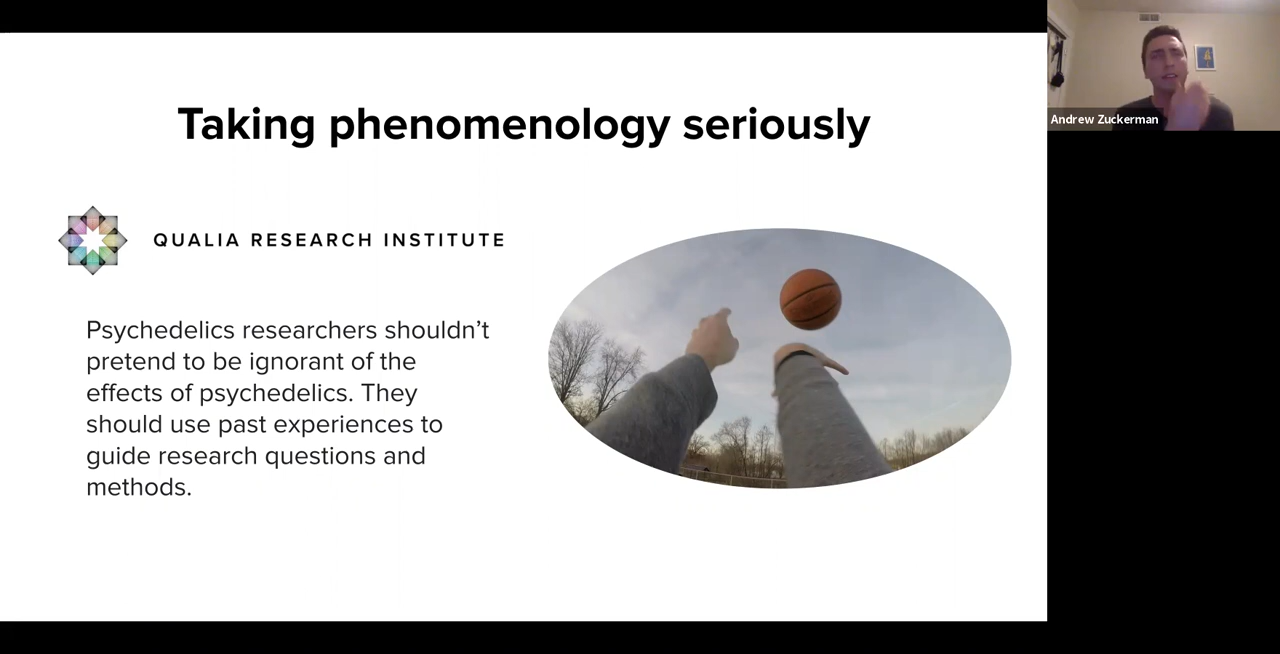 Taking phenomenology seriously
QUALIA RESEARCH INSTITUTE
Psychedelics researchers shouldn’t
pretend to be ignorant of the
effects of psychedelics. They
should use past experiences to
guide research questions and
methods.
Andrew Zuckerman